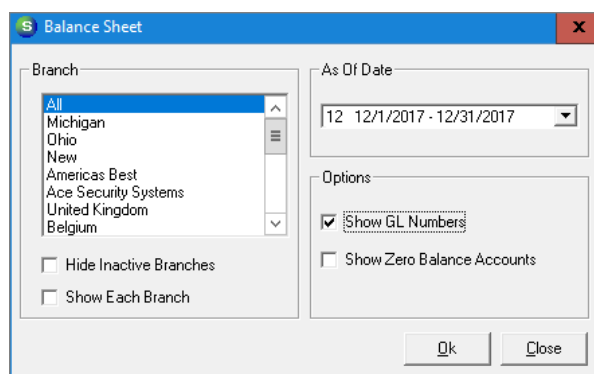 S Balance Sheet x
Branch
All
Michigan
Ohio
New
Americas Best
Ace Security Systems
United Kingdom
Belgium
Hide Inactive Branches
Show Each Branch
As Of Date
12 12/1/2017 - 12/31/2017
Options
Show GL Numbers
Show Zero Balance Accounts
Ok Close